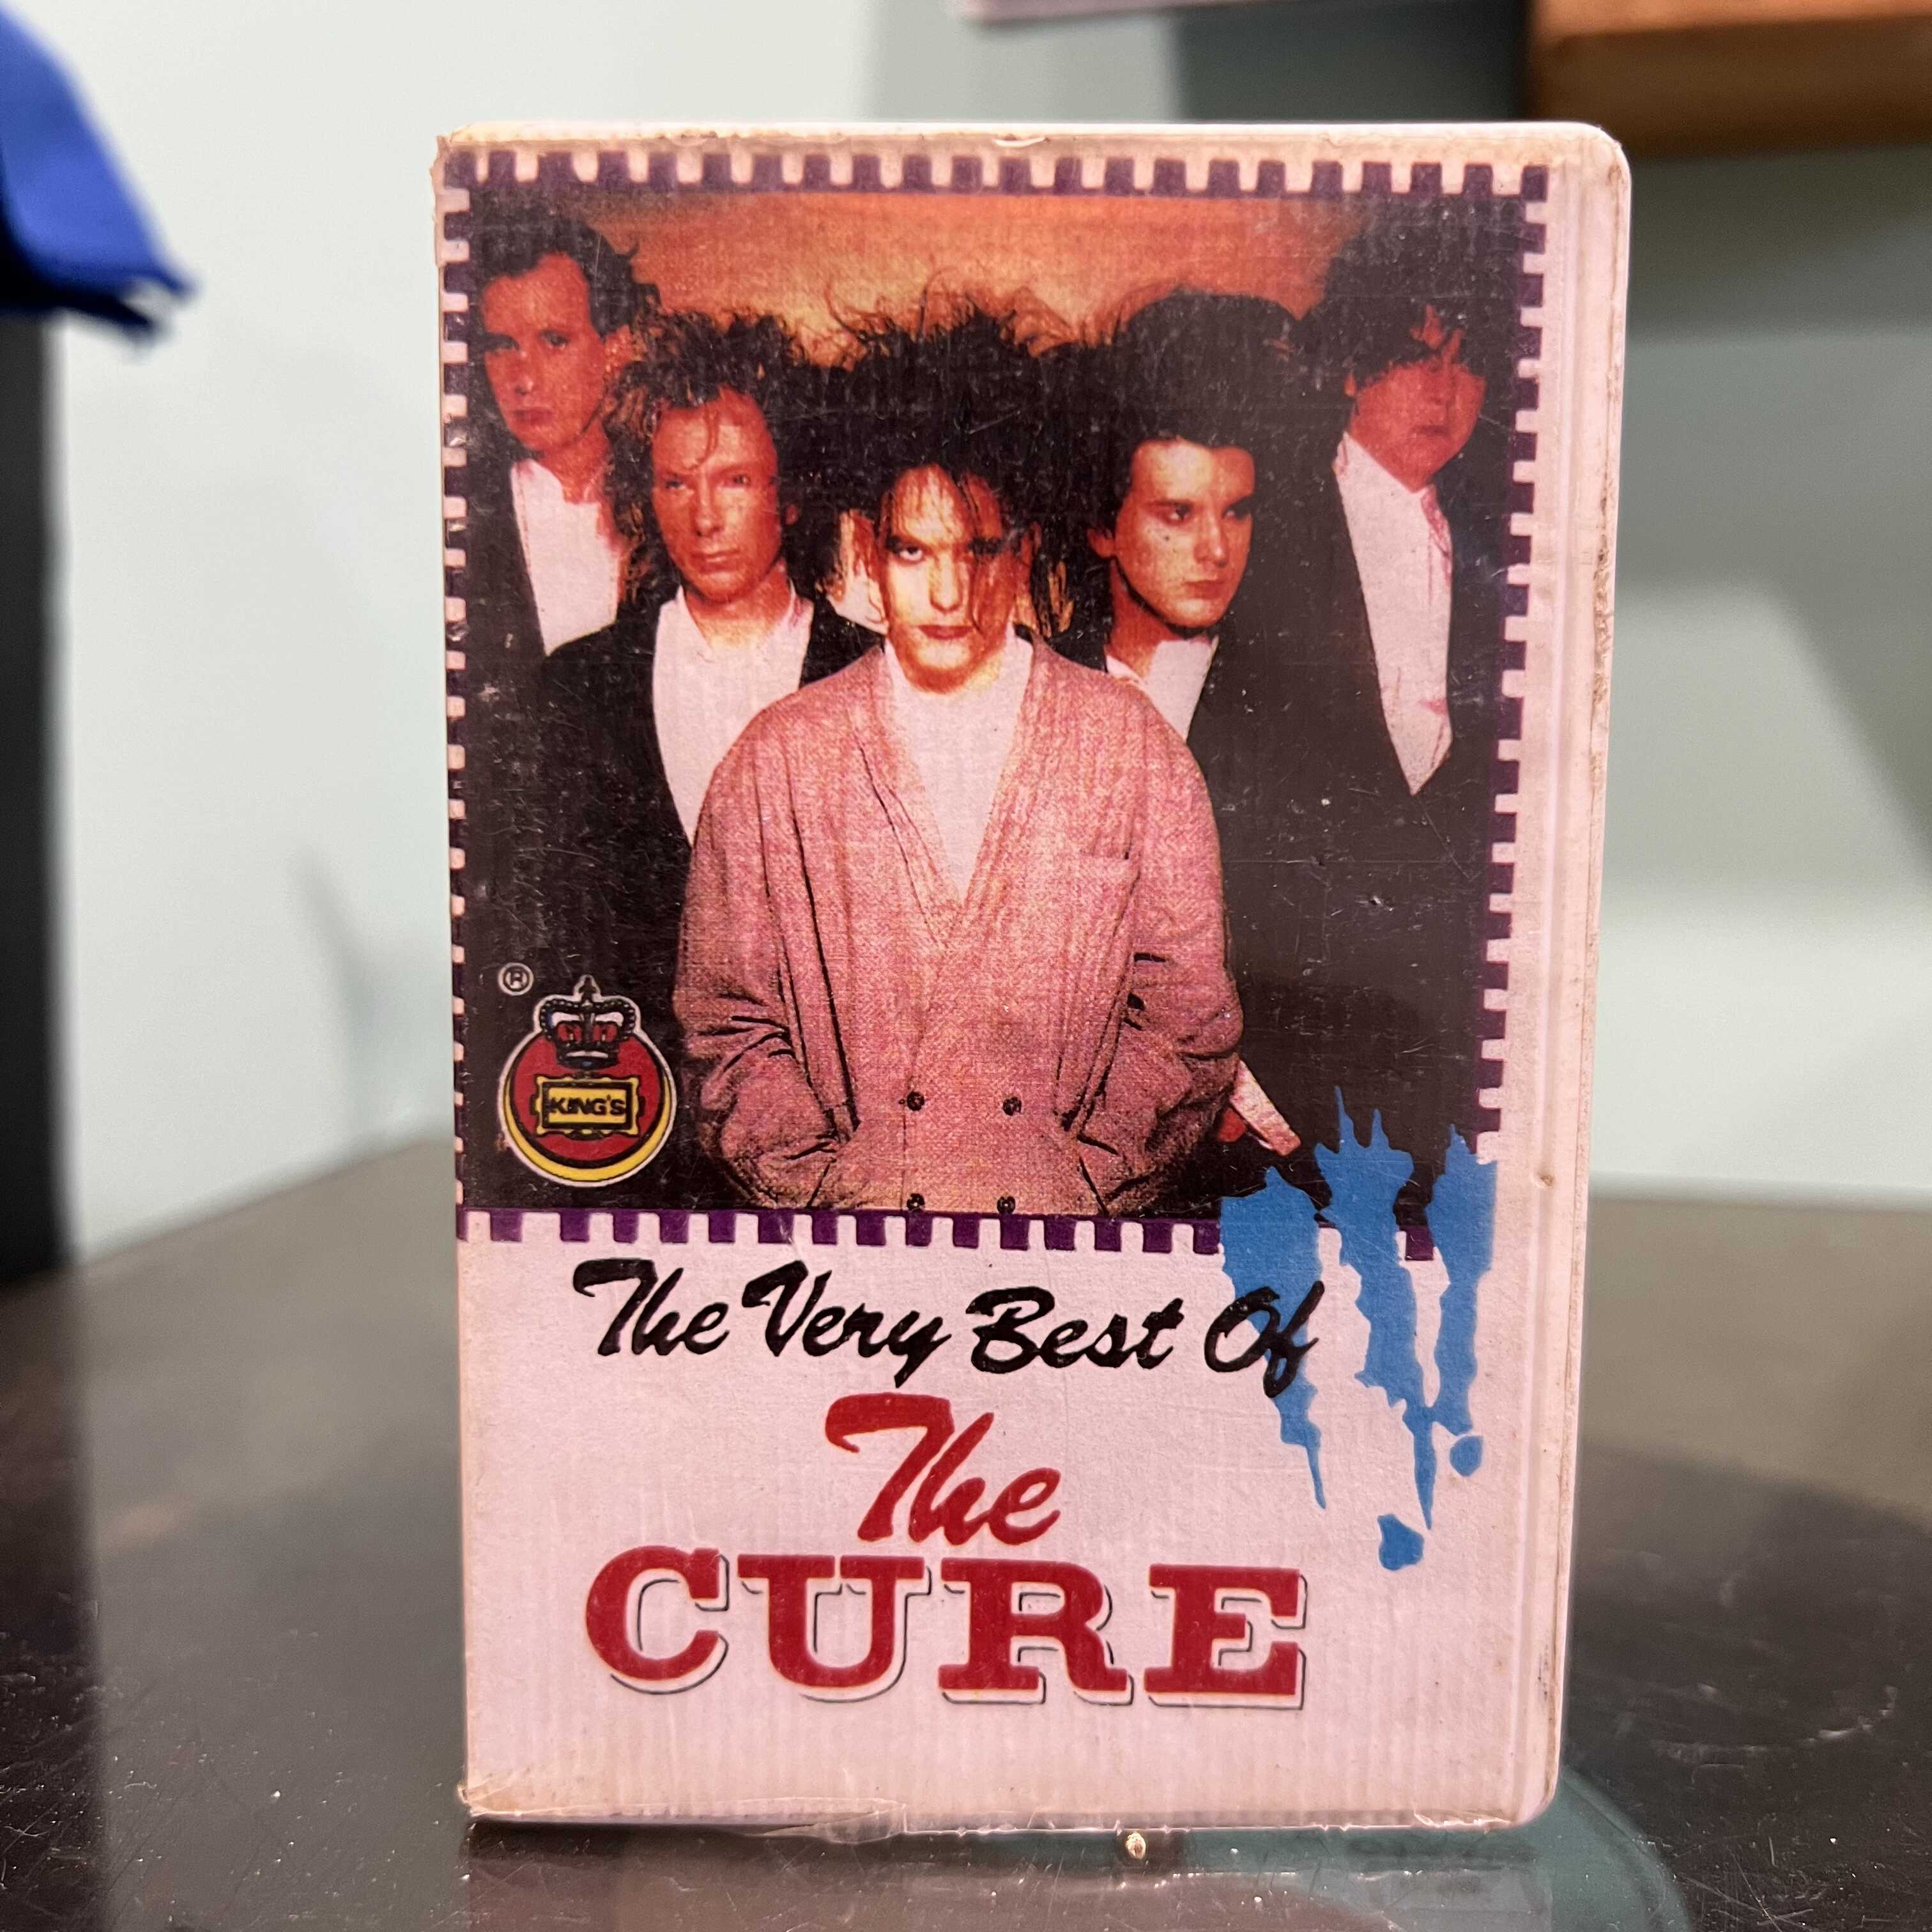 ®
KING'S
The Very Best Of
The
CURE